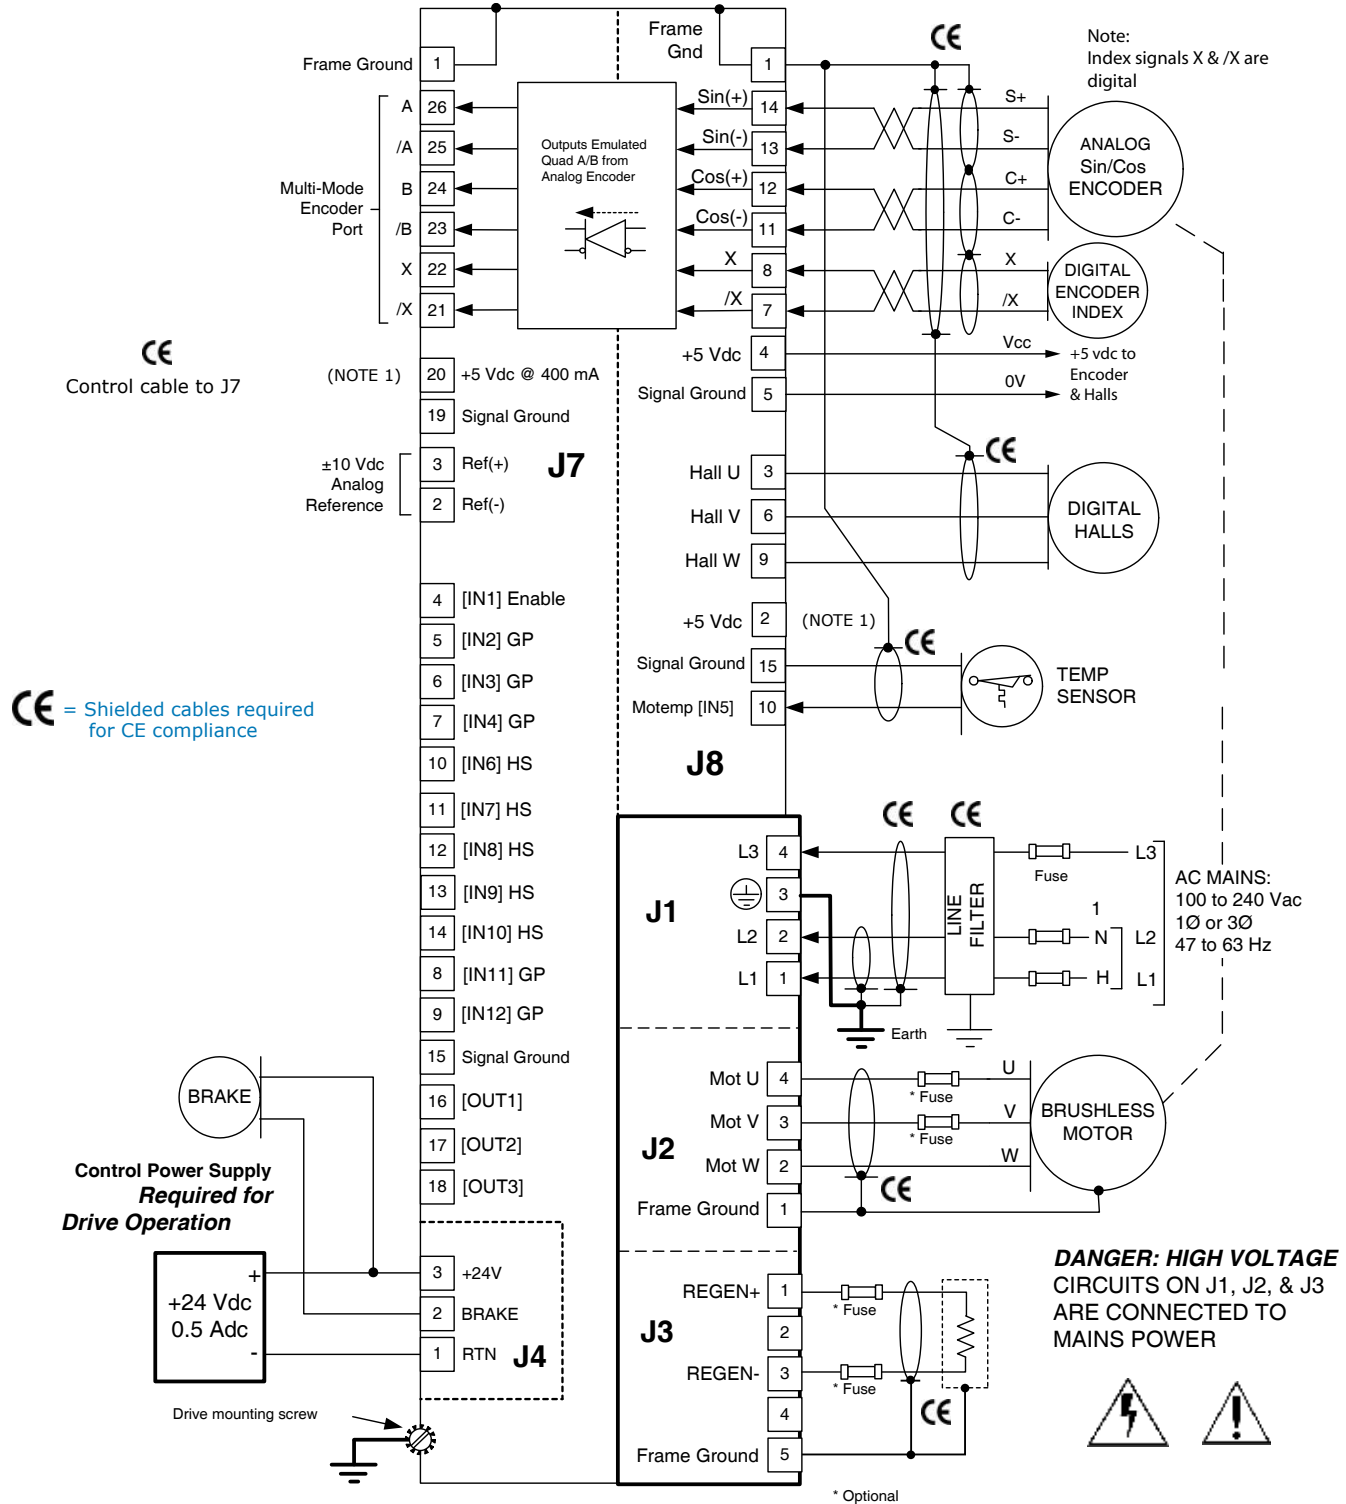 Frame Ground
1
Frame
Gnd
1
CE
Note:
Index signals X & /X are
digital
A
26
/A
25
B
24
/B
23
X
22
/X
21
Multi-Mode
Encoder
Port
Outputs Emulated
Quad A/B from
Analog Encoder
Sin(+)
14
Sin(-)
13
Cos(+)
12
Cos(-)
11
X
8
/X
7
S+
S-
C+
C-
X
/X
ANALOG
Sin/Cos
ENCODER
DIGITAL
ENCODER
INDEX
CE
Control cable to J7
(NOTE 1)
20
+5 Vdc @ 400 mA
19
Signal Ground
±10 Vdc
Analog
Reference
3
Ref(+)
2
Ref(-)
J7
+5 Vdc
4
Vcc
Signal Ground
5
0V
+5 vdc to
Encoder
& Halls
CE
Hall U
3
Hall V
6
Hall W
9
DIGITAL
HALLS
4
[IN1] Enable
5
[IN2] GP
6
[IN3] GP
7
[IN4] GP
10
[IN6] HS
11
[IN7] HS
12
[IN8] HS
13
[IN9] HS
14
[IN10] HS
8
[IN11] GP
9
[IN12] GP
15
Signal Ground
16
[OUT1]
17
[OUT2]
18
[OUT3]
+5 Vdc
2
(NOTE 1)
CE
Signal Ground
15
Motemp [IN5]
10
TEMP
SENSOR
J8
CE = Shielded cables required
for CE compliance
CE
CE
J1
L3
4
3
L2
2
L1
1
LINE
FILTER
Fuse
L3
1
N
L2
H
L1
AC MAINS:
100 to 240 Vac
1Ø or 3Ø
47 to 63 Hz
Earth
J2
Mot U
4
Mot V
3
Mot W
2
Frame Ground
1
* Fuse
* Fuse
U
V
W
BRUSHLESS
MOTOR
CE
BRAKE
Control Power Supply
Required for
Drive Operation
+
+24 Vdc
0.5 Adc
-
3
+24V
2
BRAKE
1
RTN
J4
Drive mounting screw
J3
REGEN+
1
2
REGEN-
3
4
Frame Ground
5
* Fuse
* Fuse
CE
DANGER: HIGH VOLTAGE
CIRCUITS ON J1, J2, & J3
ARE CONNECTED TO
MAINS POWER
* Optional